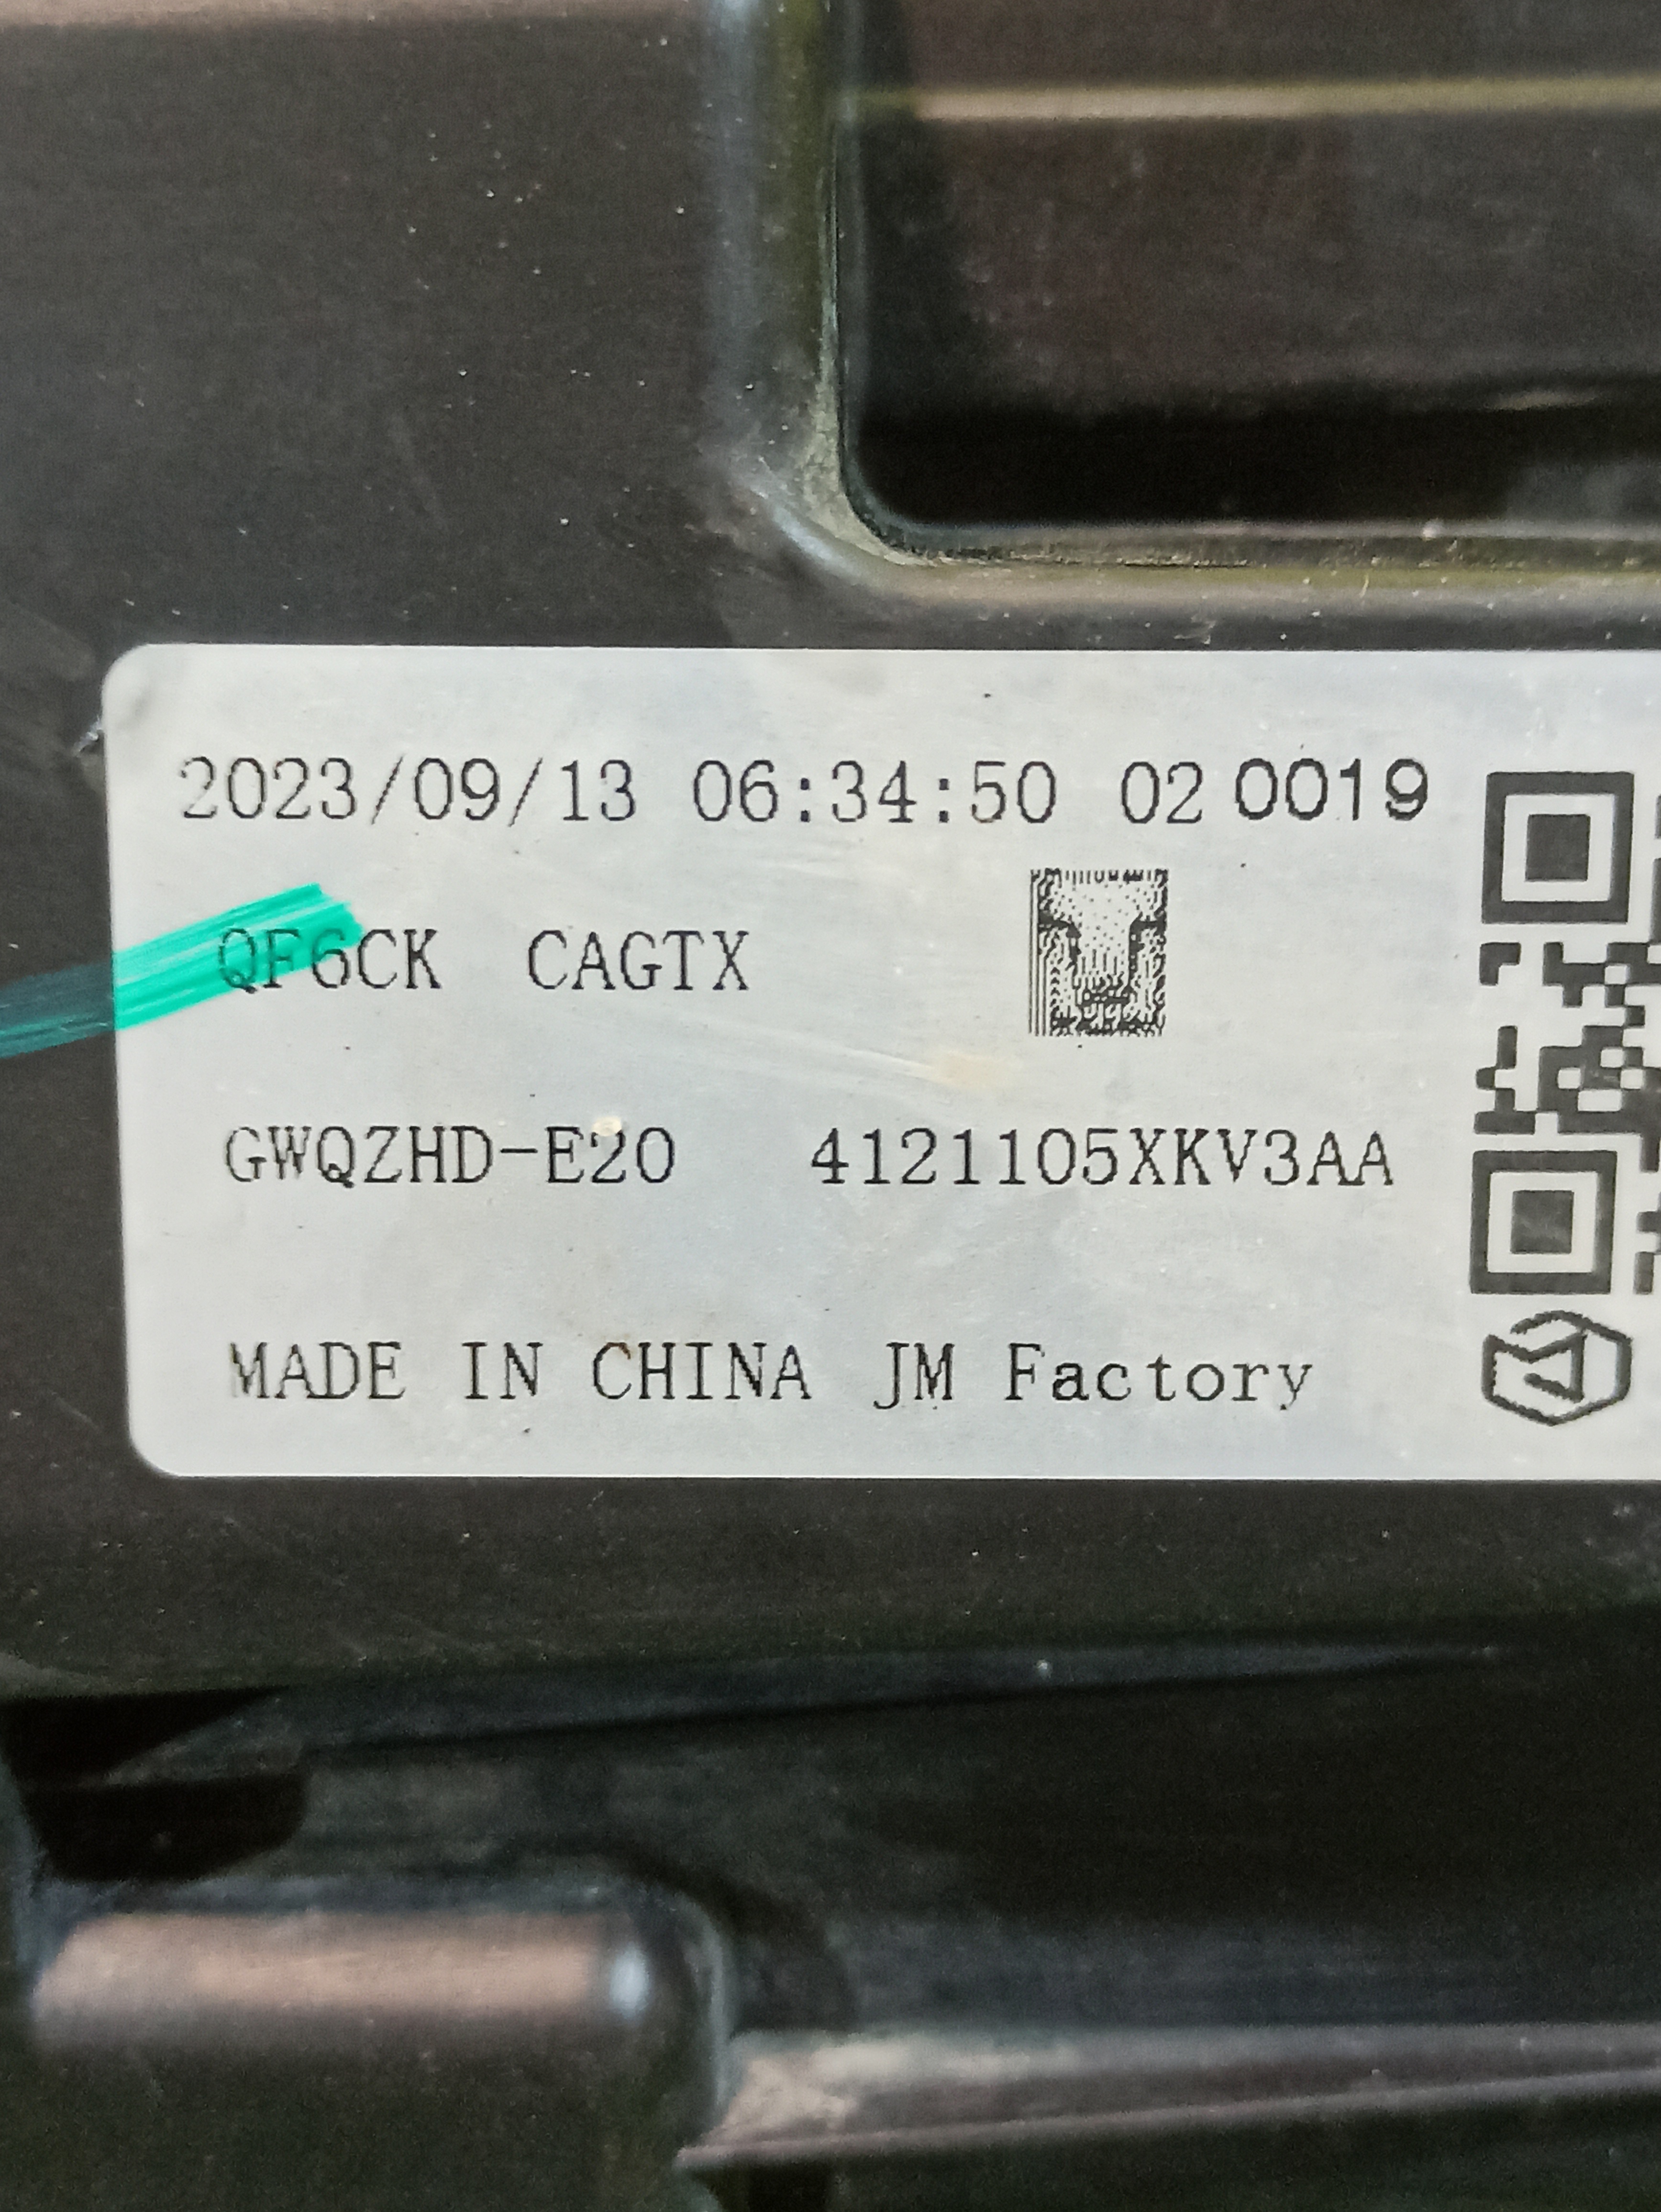 2023/09/13 06:34:50 02 0019
QF6CK CAGTX
GWQZHD-E20 4121105XKV3AA
MADE IN CHINA JM Factory